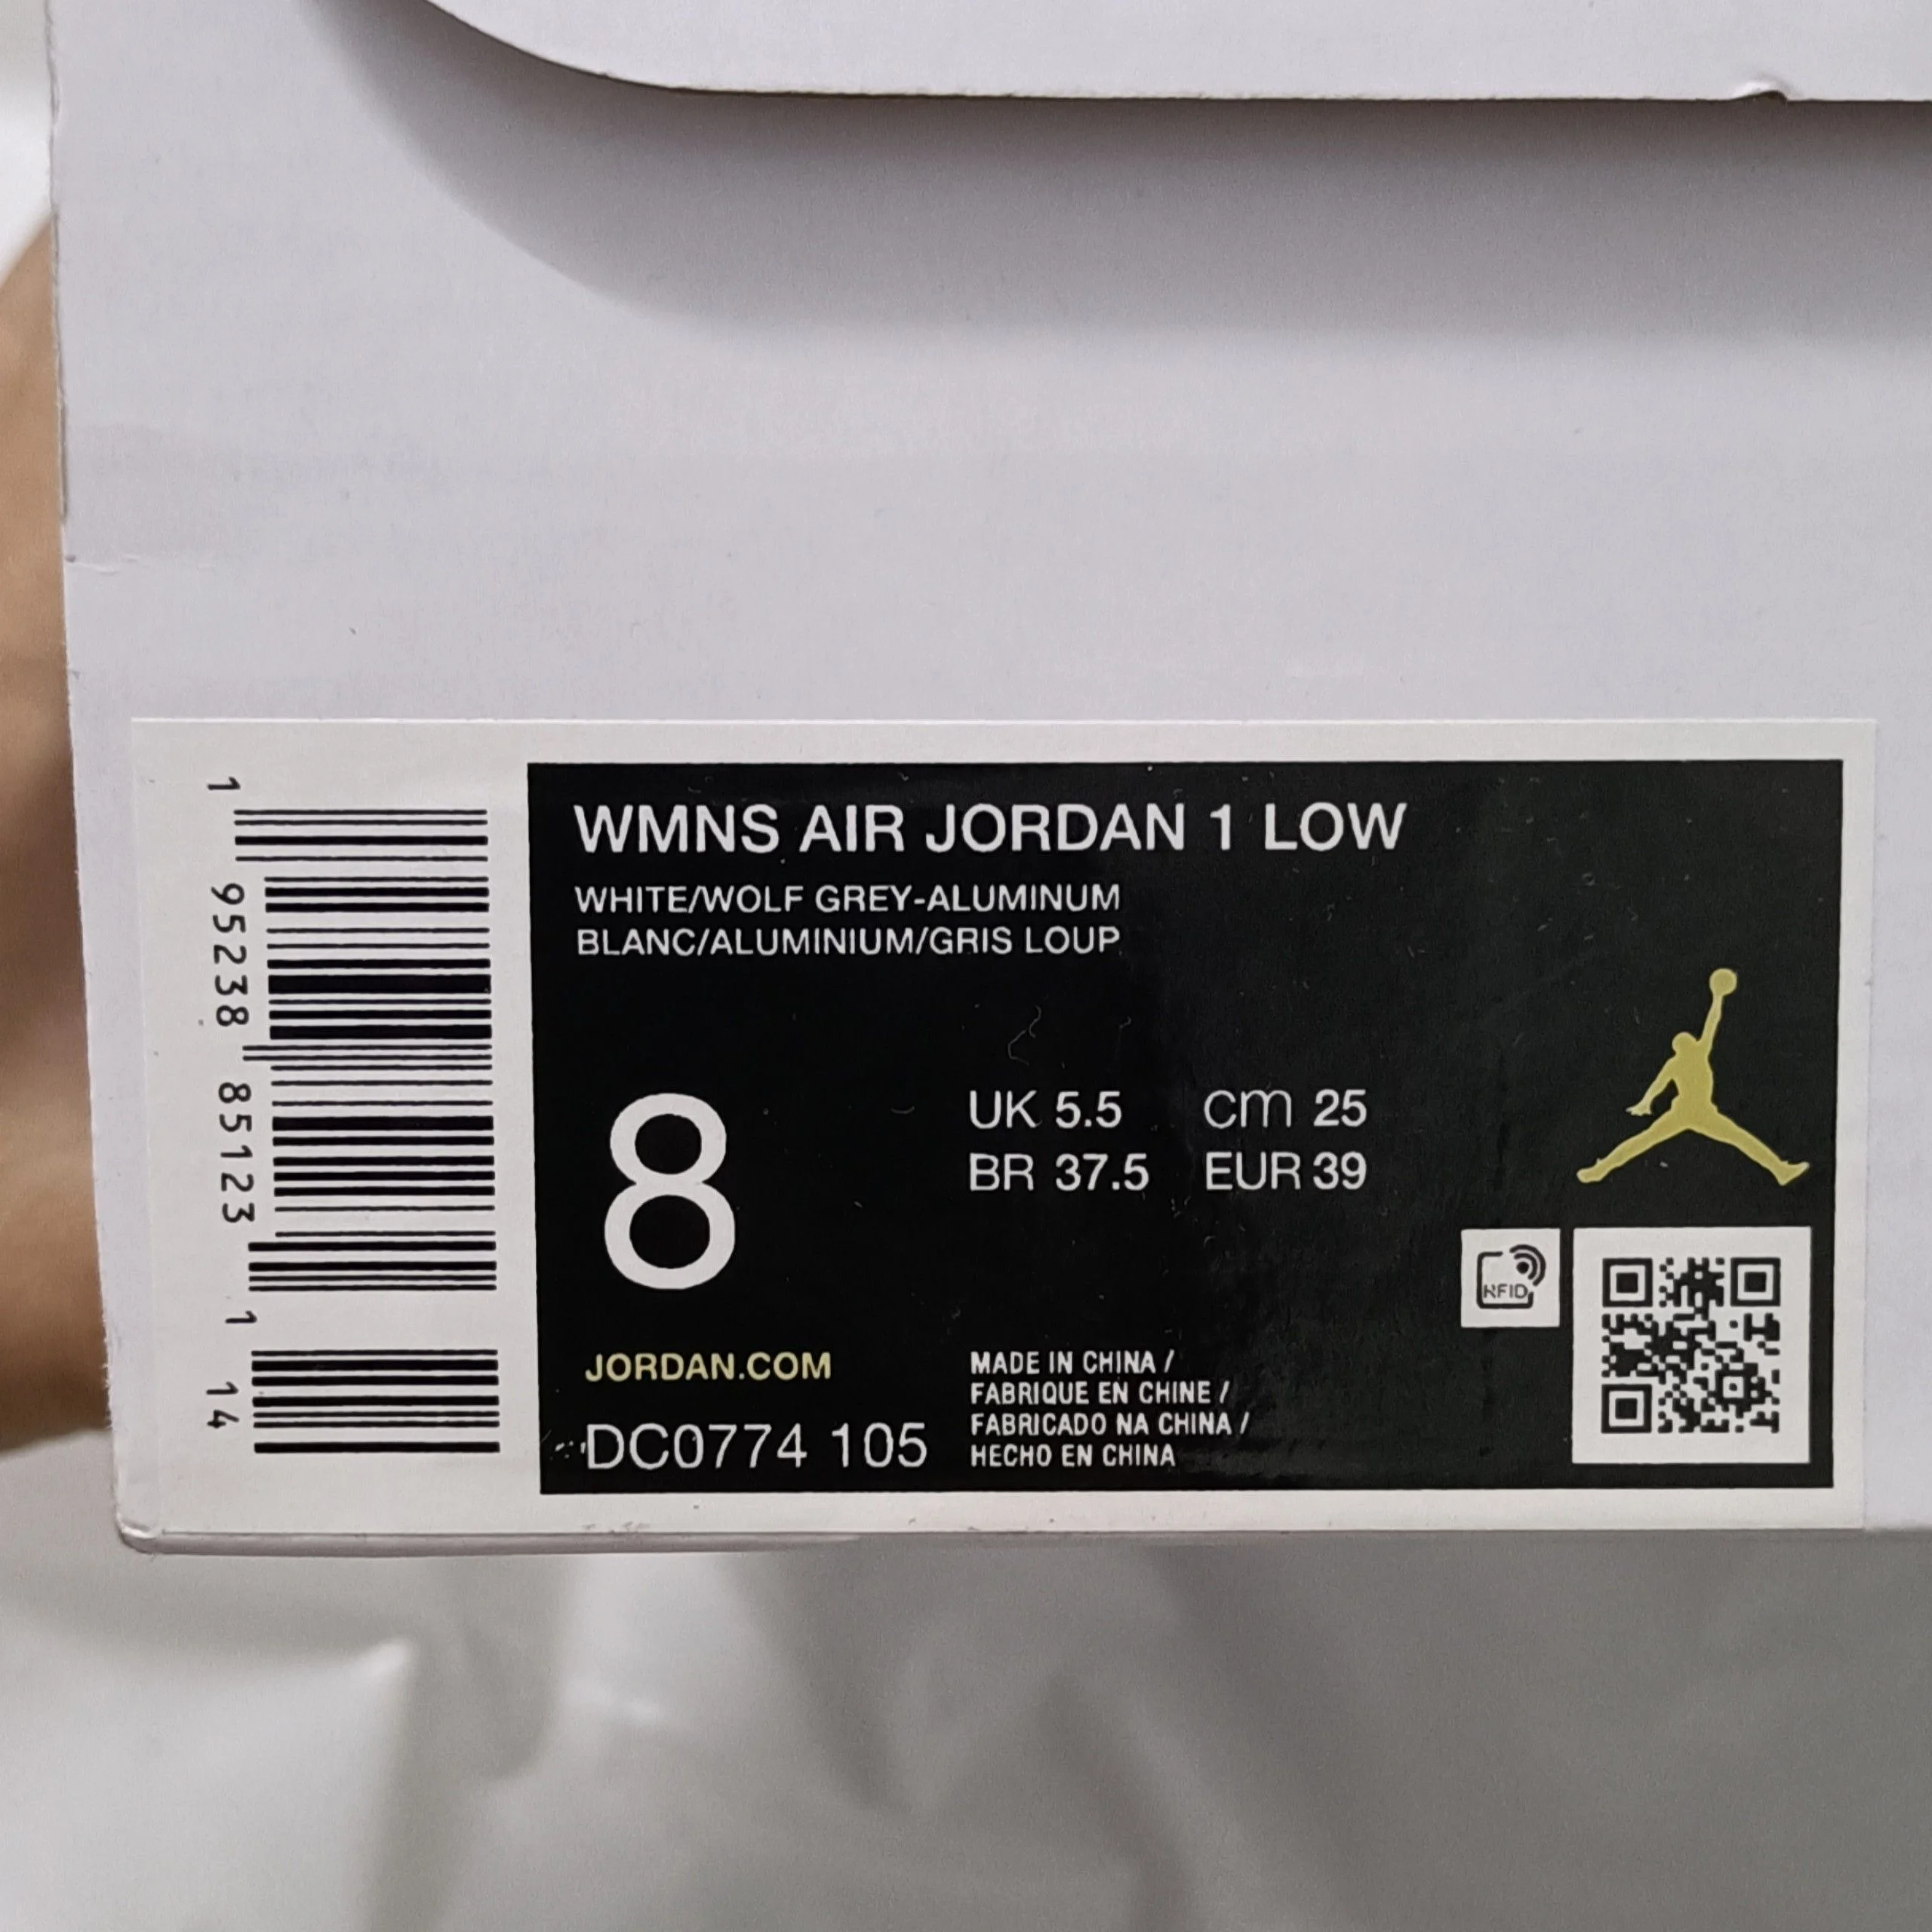 1 95238 85123 1 14
WMNS AIR JORDAN 1 LOW
WHITE/WOLF GREY-ALUMINUM
BLANC/ALUMINIUM/GRIS LOUP
8
UK 5.5 cm 25
BR 37.5 EUR 39
RFID
JORDAN.COM
DC0774 105
MADE IN CHINA /
FABRIQUE EN CHINE /
FABRICADO NA CHINA /
HECHO EN CHINA